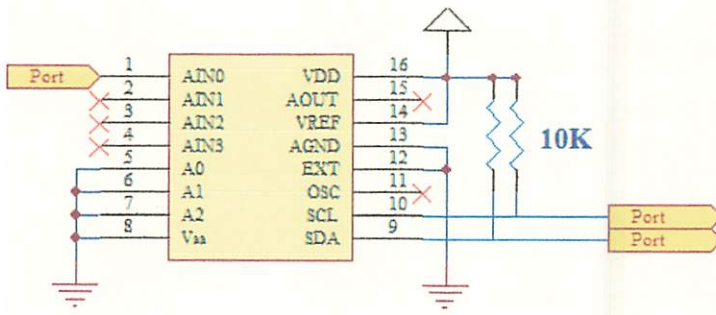 Port
1 AIN0 VDD 16
2 AIN1 AOUT 15
3 AIN2 VREF 14
4 AIN3 AGND 13
5 A0 EXT 12
6 A1 OSC 11
7 A2 SCL 10
8 Vaa SDA 9
10K
Port
Port